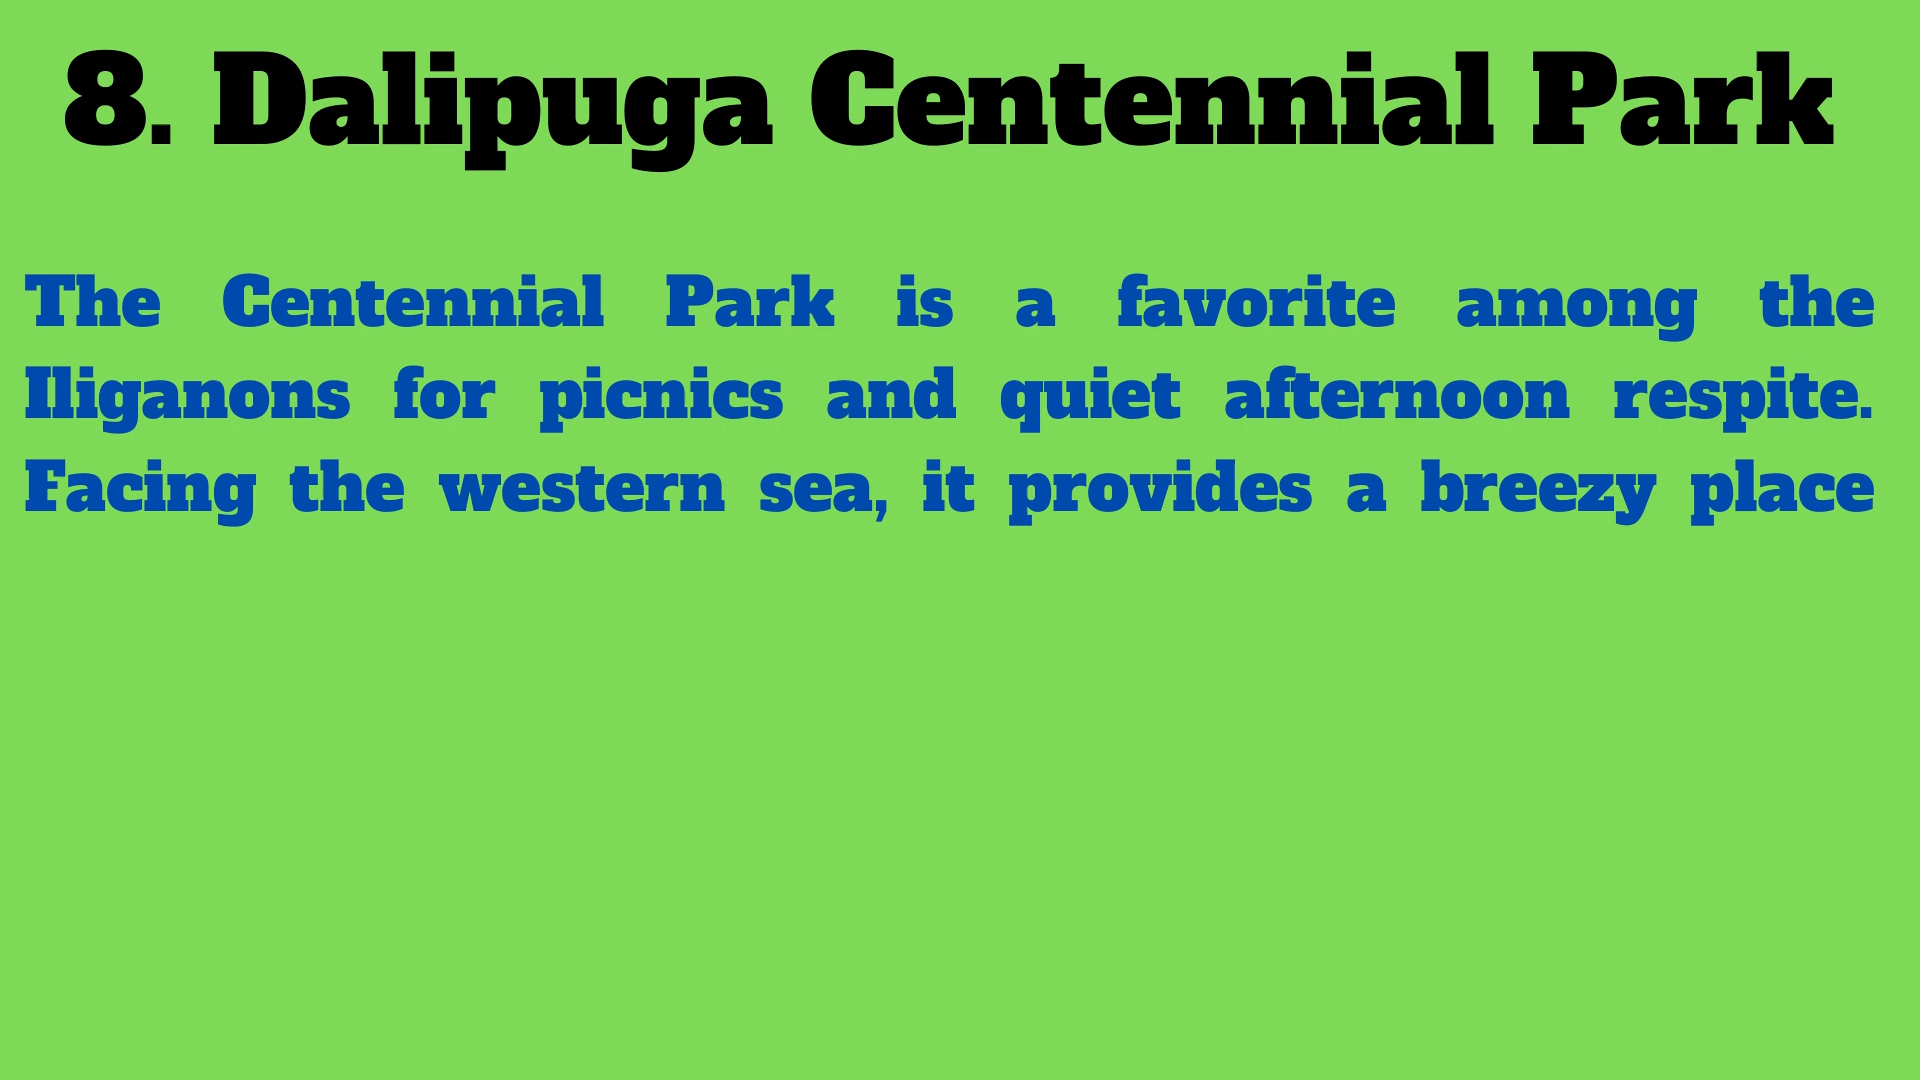 8. Dalipuga Centennial Park
The Centennial Park is a favorite among the
Iliganons for picnics and quiet afternoon respite.
Facing the western sea, it provides a breezy place